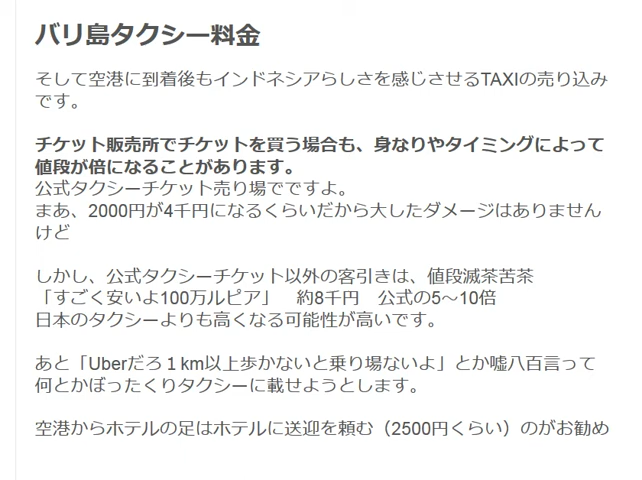 バリ島タクシー料金
そして空港に到着後もインドネシアらしさを感じさせるTAXIの売り込み
です。
チケット販売所でチケットを買う場合も、身なりやタイミングによって
値段が倍になることがあります。
公式タクシーチケット売り場でですよ。
まあ、2000円が4千円になるくらいだから大したダメージはありません
けど
しかし、公式タクシーチケット以外の客引きは、値段滅茶苦茶
「すごく安いよ100万ルピア」　約8千円　公式の5～10倍
日本のタクシーよりも高くなる可能性が高いです。
あと「Uberだろ１km以上歩かないと乗り場ないよ」とか嘘八百言って
何とかぼったくりタクシーに載せようとします。
空港からホテルの足はホテルに送迎を頼む（2500円くらい）のがお勧め